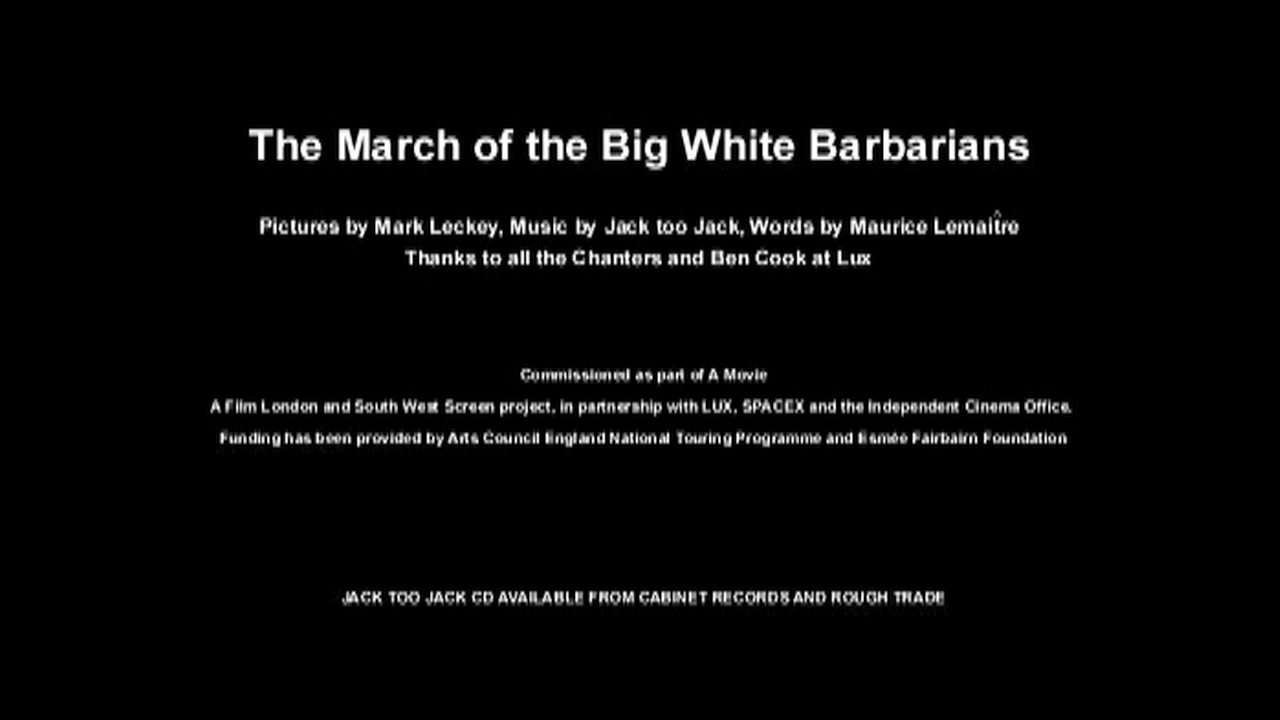 The March of the Big White Barbarians
Pictures by Mark Leckey, Music by Jack too Jack, Words by Maurice Lemaître
Thanks to all the Chanters and Ben Cook at Lux
Commissioned as part of A Movie
A Film London and South West Screen project, in partnership with LUX, SPACEX and the Independent Cinema Office.
Funding has been provided by Arts Council England National Touring Programme and Esmée Fairbairn Foundation
JACK TOO JACK CD AVAILABLE FROM CABINET RECORDS AND ROUGH TRADE